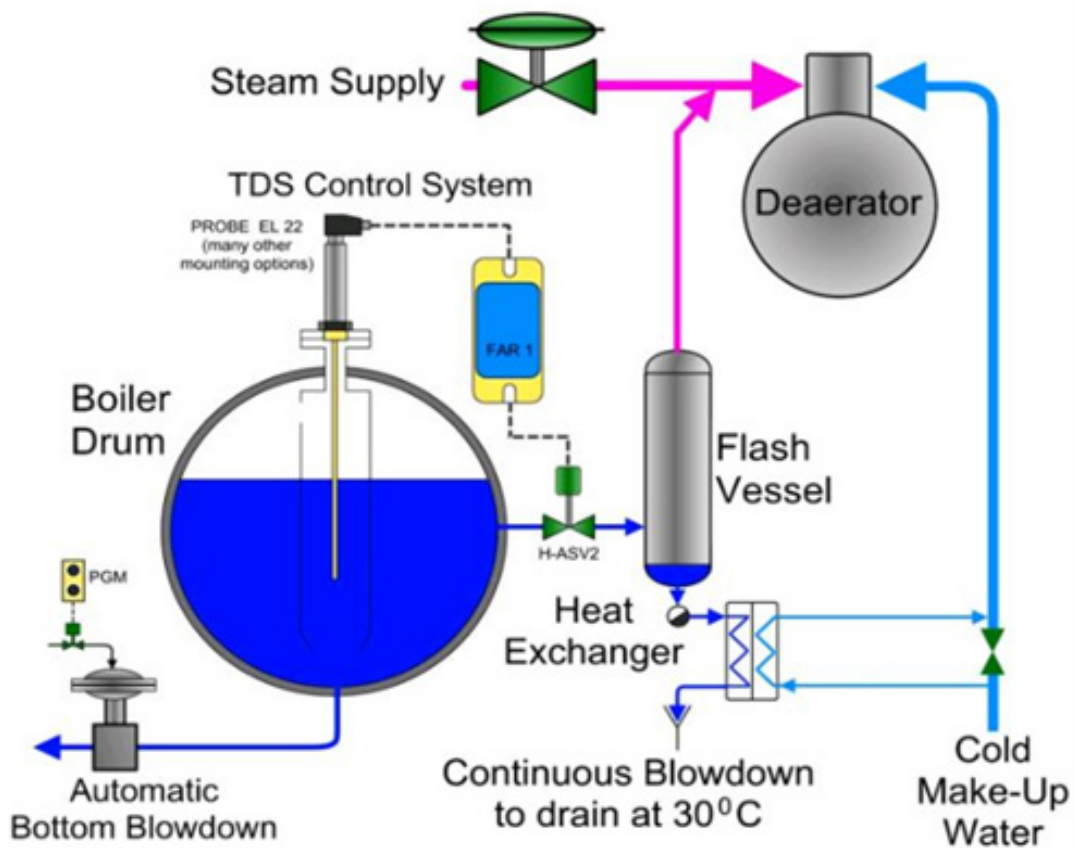 Steam Supply
TDS Control System
PROBE EL 22
(many other
mounting options)
Deaerator
FAR 1
Boiler
Drum
Flash
Vessel
H-ASV2
PGM
Heat
Exchanger
Automatic
Bottom Blowdown
Continuous Blowdown
to drain at 30⁰C
Cold
Make-Up
Water